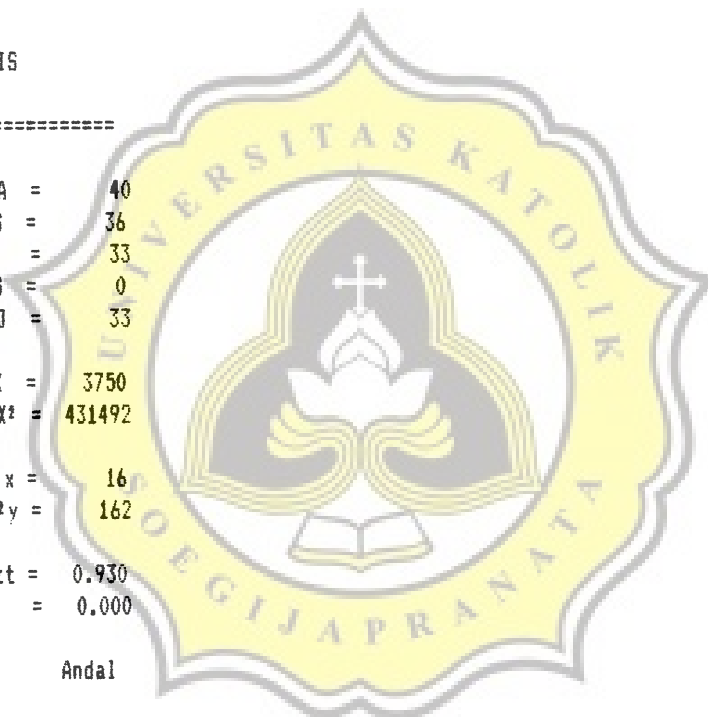 IS
===========
A = 40
S = 36
= 33
G = 0
J = 33
X = 3750
X² = 431492
x = 16
²y = 162
tt = 0.930
= 0.000
Andal
UNIVERSITAS KATOLIK
SOEGIJAPRANATA